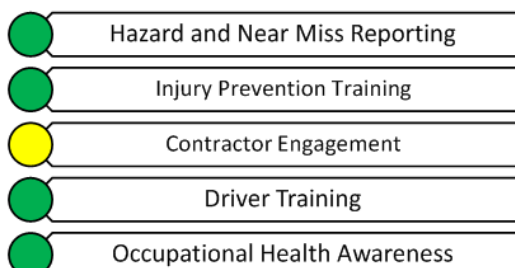 Hazard and Near Miss Reporting
Injury Prevention Training
Contractor Engagement
Driver Training
Occupational Health Awareness